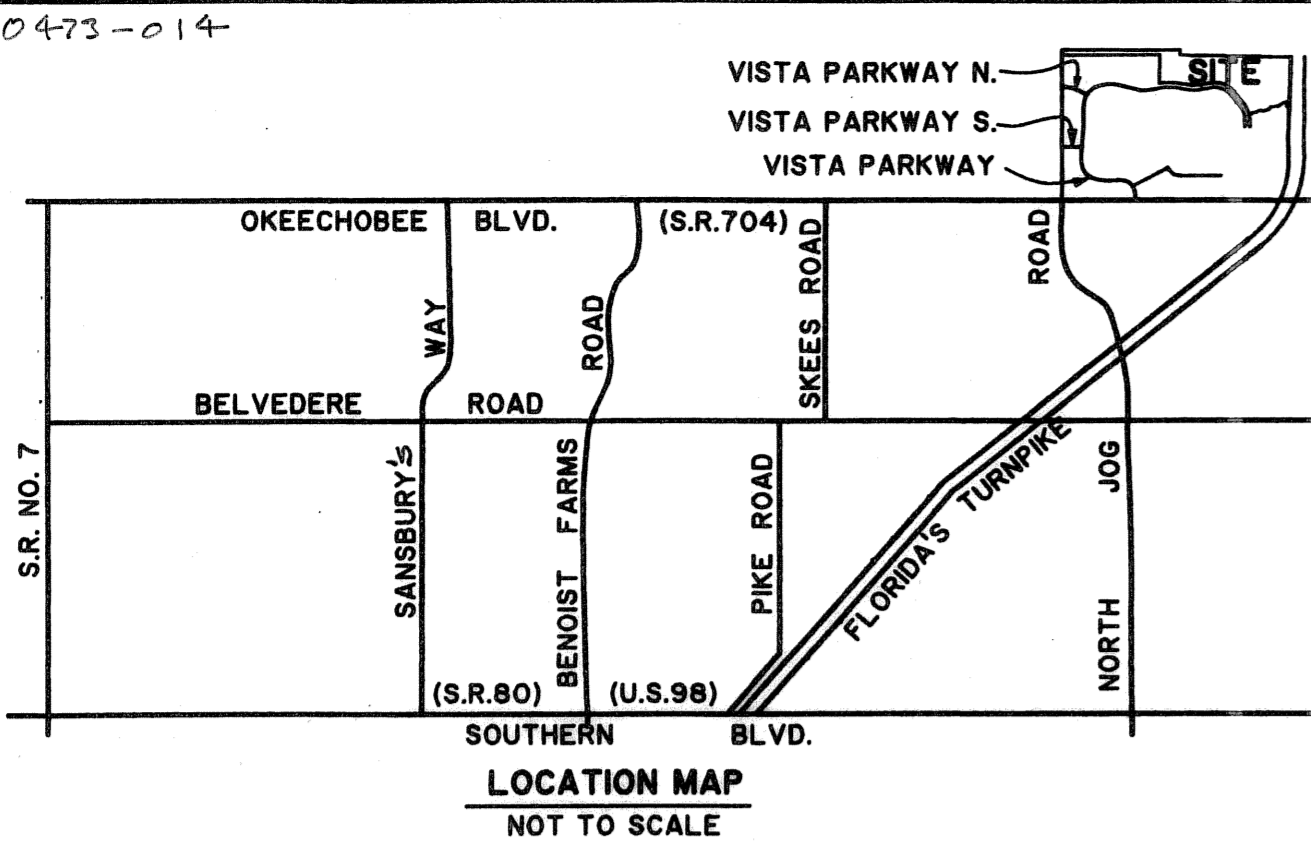 0473-014
VISTA PARKWAY N.
SITE
VISTA PARKWAY S.
VISTA PARKWAY
OKEECHOBEE BLVD. (S.R.704)
SKEES ROAD
ROAD
WAY
ROAD
BELVEDERE ROAD
S.R. NO. 7
SANSBURY'S
BENOIST FARMS
PIKE ROAD
FLORIDA'S TURNPIKE
NORTH JOG
(S.R.80) (U.S.98)
SOUTHERN BLVD.
LOCATION MAP
NOT TO SCALE